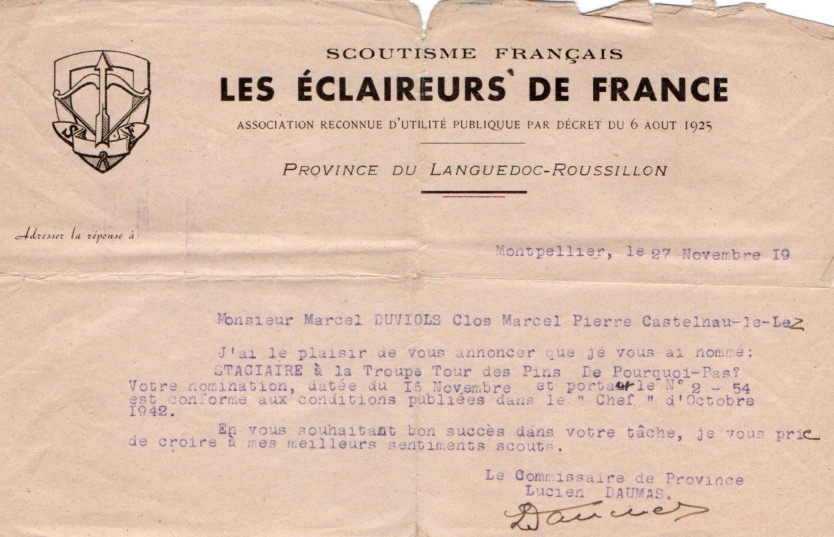 SCOUTISME FRANÇAIS
LES ÉCLAIREURS DE FRANCE
ASSOCIATION RECONNUE D'UTILITÉ PUBLIQUUE PAR DÉCRET DU 6 AOUT 1925
PROVINCE DU LANGUEDOC-ROUSSILLON
Adresser la réponse à
Montpellier, le 27 Novembre 19
Monsieur Marcel DUVIOLS Clos Marcel Pierre Castelnau-le-Lez
J'ai le plaisir de vous annoncer que je vous ai nommé:
STAGIAIRE à la Troupe Tour des Pins De Pourquoi-Pas?
Votre nomination, datée du I5 Novembre et portant le N° 2 - 54
est conforme aux conditions publiées dans le " Chef " d'Octobre
I942.
En vous souhaitant bon succès dans votre tâche, je vous prie
de croire à mes meilleurs sentiments scouts.
Le Commissaire de Province
Lucien DAUMAS.
Daumas